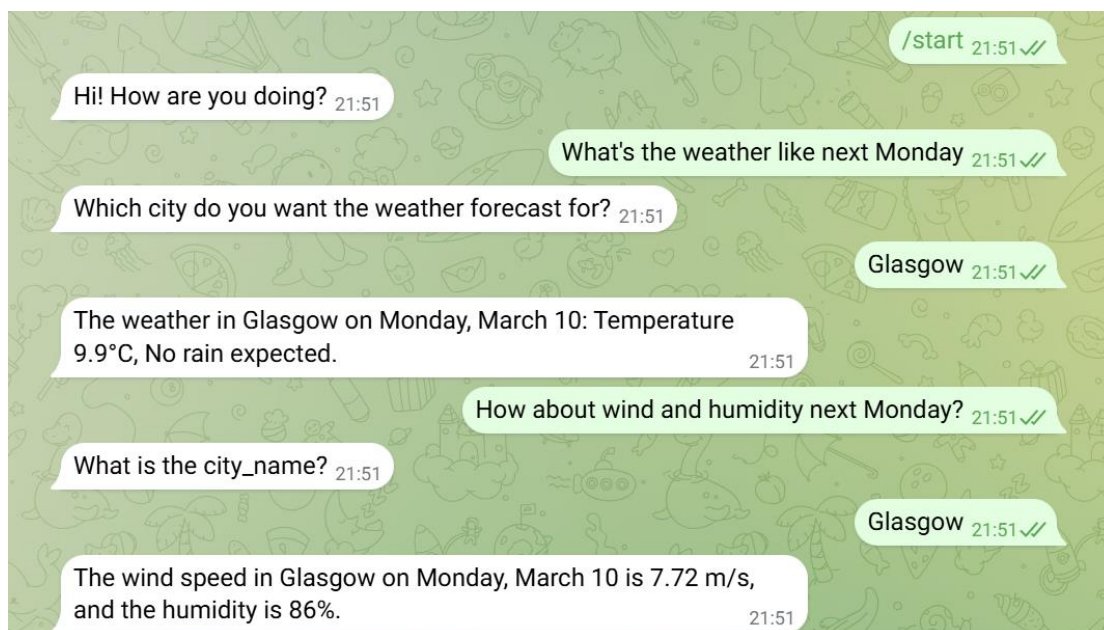 /start 21:51
Hi! How are you doing? 21:51
What's the weather like next Monday 21:51
Which city do you want the weather forecast for? 21:51
Glasgow 21:51
The weather in Glasgow on Monday, March 10: Temperature
9.9°C, No rain expected. 21:51
How about wind and humidity next Monday? 21:51
What is the city_name? 21:51
Glasgow 21:51
The wind speed in Glasgow on Monday, March 10 is 7.72 m/s,
and the humidity is 86%. 21:51